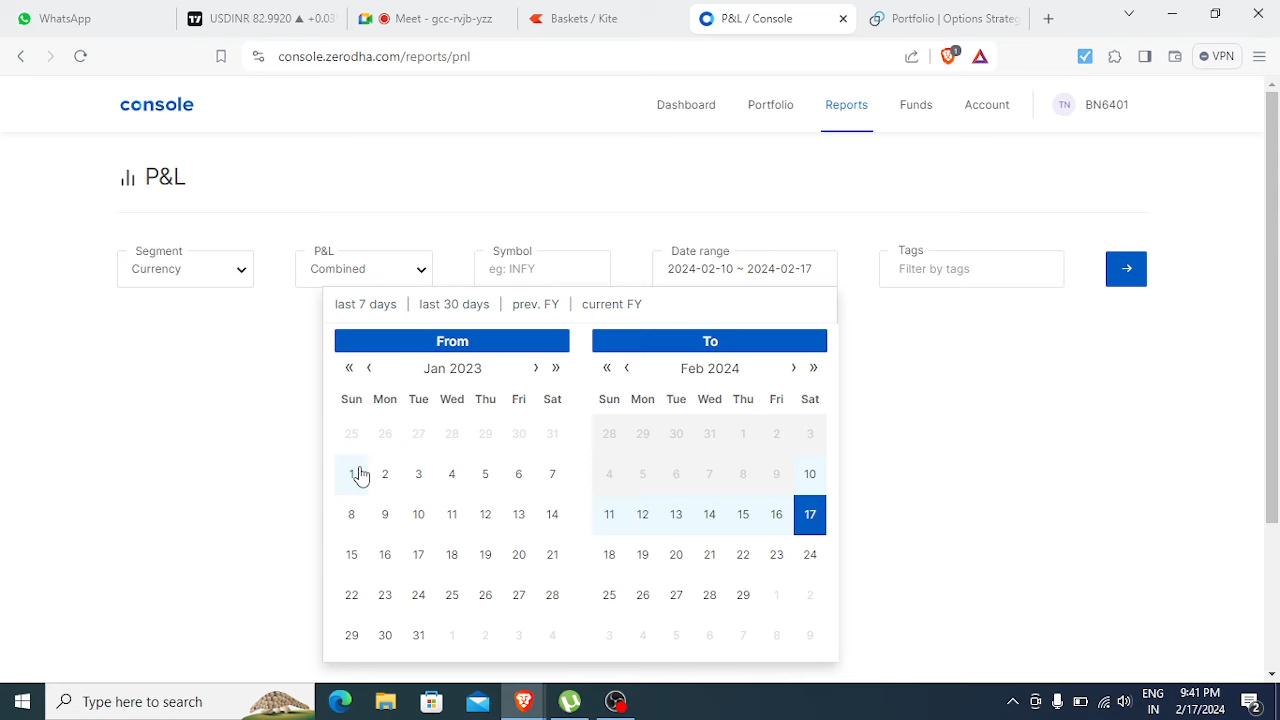 WhatsApp
USDINR 82.9920 ▲ +0.03
Meet - gcc-rvjb-yzz
Baskets / Kite
P&L / Console
Portfolio | Options Strateg
console.zerodha.com/reports/pnl
1
VPN
console
Dashboard
Portfolio
Reports
Funds
Account
TN
BN6401
P&L
Segment
Currency
P&L
Combined
Symbol
eg: INFY
Date range
2024-02-10 ~ 2024-02-17
Tags
Filter by tags
last 7 days | last 30 days | prev. FY | current FY
From
« ‹ Jan 2023 › »
Sun Mon Tue Wed Thu Fri Sat
25 26 27 28 29 30 31
1 2 3 4 5 6 7
8 9 10 11 12 13 14
15 16 17 18 19 20 21
22 23 24 25 26 27 28
29 30 31 1 2 3 4
To
« ‹ Feb 2024 › »
Sun Mon Tue Wed Thu Fri Sat
28 29 30 31 1 2 3
4 5 6 7 8 9 10
11 12 13 14 15 16 17
18 19 20 21 22 23 24
25 26 27 28 29 1 2
3 4 5 6 7 8 9
Type here to search
ENG
IN
9:41 PM
2/17/2024
2